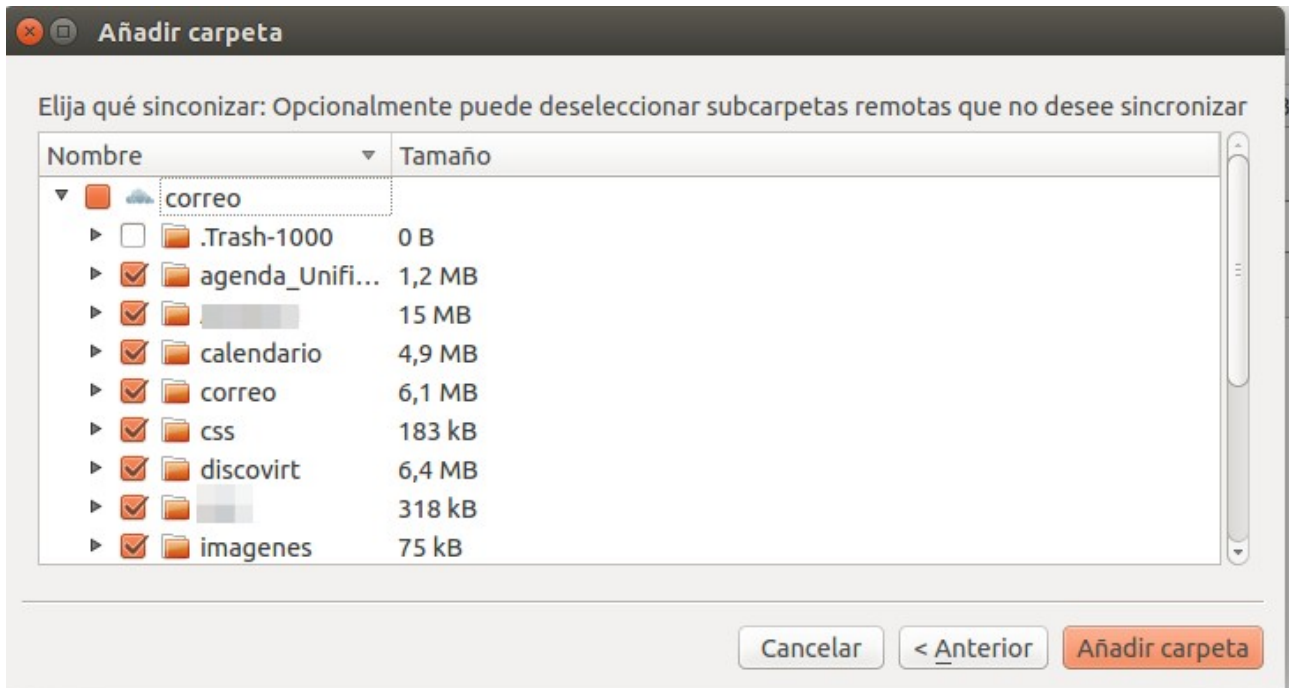 Añadir carpeta
Elija qué sinconizar: Opcionalmente puede deseleccionar subcarpetas remotas que no desee sincronizar
Nombre Tamaño
correo
.Trash-1000 0 B
agenda_Unifi... 1,2 MB
15 MB
calendario 4,9 MB
correo 6,1 MB
css 183 kB
discovirt 6,4 MB
318 kB
imagenes 75 kB
Cancelar < Anterior Añadir carpeta